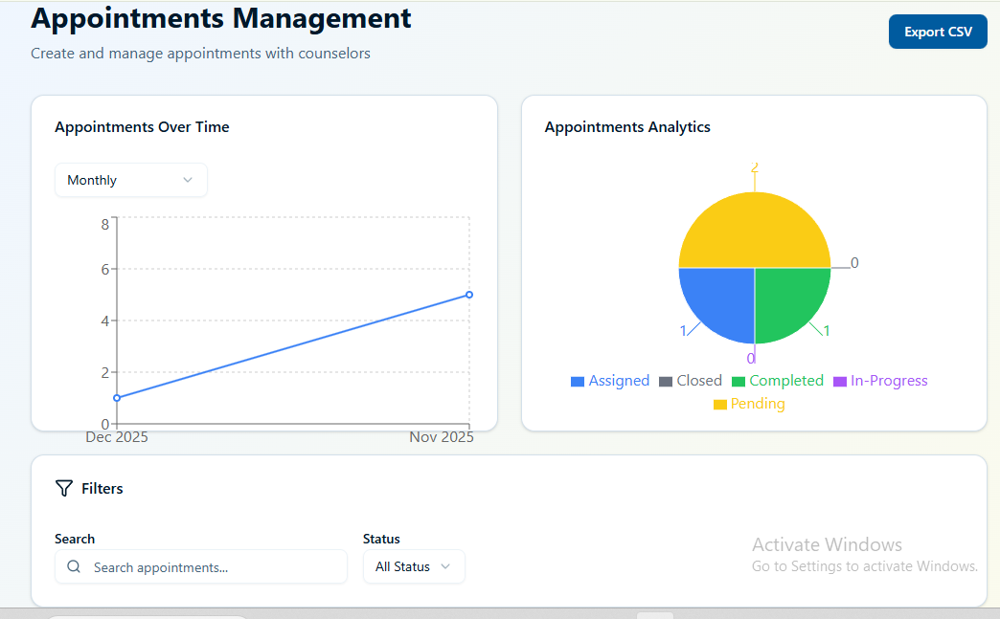 Appointments Management
Create and manage appointments with counselors
Export CSV
Appointments Over Time
Monthly
8
6
4
2
0
Dec 2025
Nov 2025
Appointments Analytics
2
0
1
1
0
Assigned
Closed
Completed
In-Progress
Pending
Filters
Search
Search appointments...
Status
All Status
Activate Windows
Go to Settings to activate Windows.